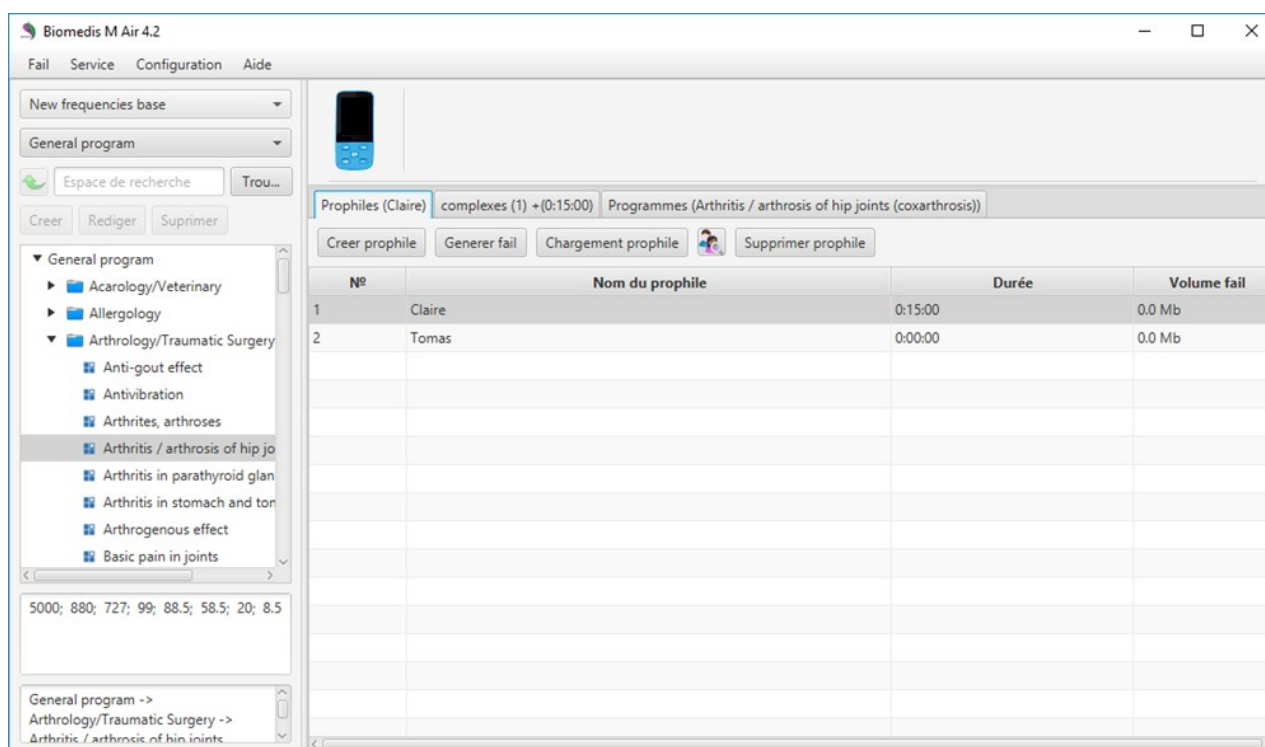 Biomedis M Air 4.2
Fail Service Configuration Aide
New frequencies base
General program
Espace de recherche Trou...
Creer Rediger Suprimer
General program
Acarology/Veterinary
Allergology
Arthrology/Traumatic Surgery
Anti-gout effect
Antivibration
Arthrites, arthroses
Arthritis / arthrosis of hip jo
Arthritis in parathyroid glan
Arthritis in stomach and ton
Arthrogenous effect
Basic pain in joints
5000; 880; 727; 99; 88.5; 58.5; 20; 8.5
General program ->
Arthrology/Traumatic Surgery ->
Arthritis / arthrosis of hip joints
Prophiles (Claire) complexes (1) +(0:15:00) Programmes (Arthritis / arthrosis of hip joints (coxarthrosis))
Creer prophile Generer fail Chargement prophile Supprimer prophile
Nº Nom du prophile Durée Volume fail
1 Claire 0:15:00 0.0 Mb
2 Tomas 0:00:00 0.0 Mb